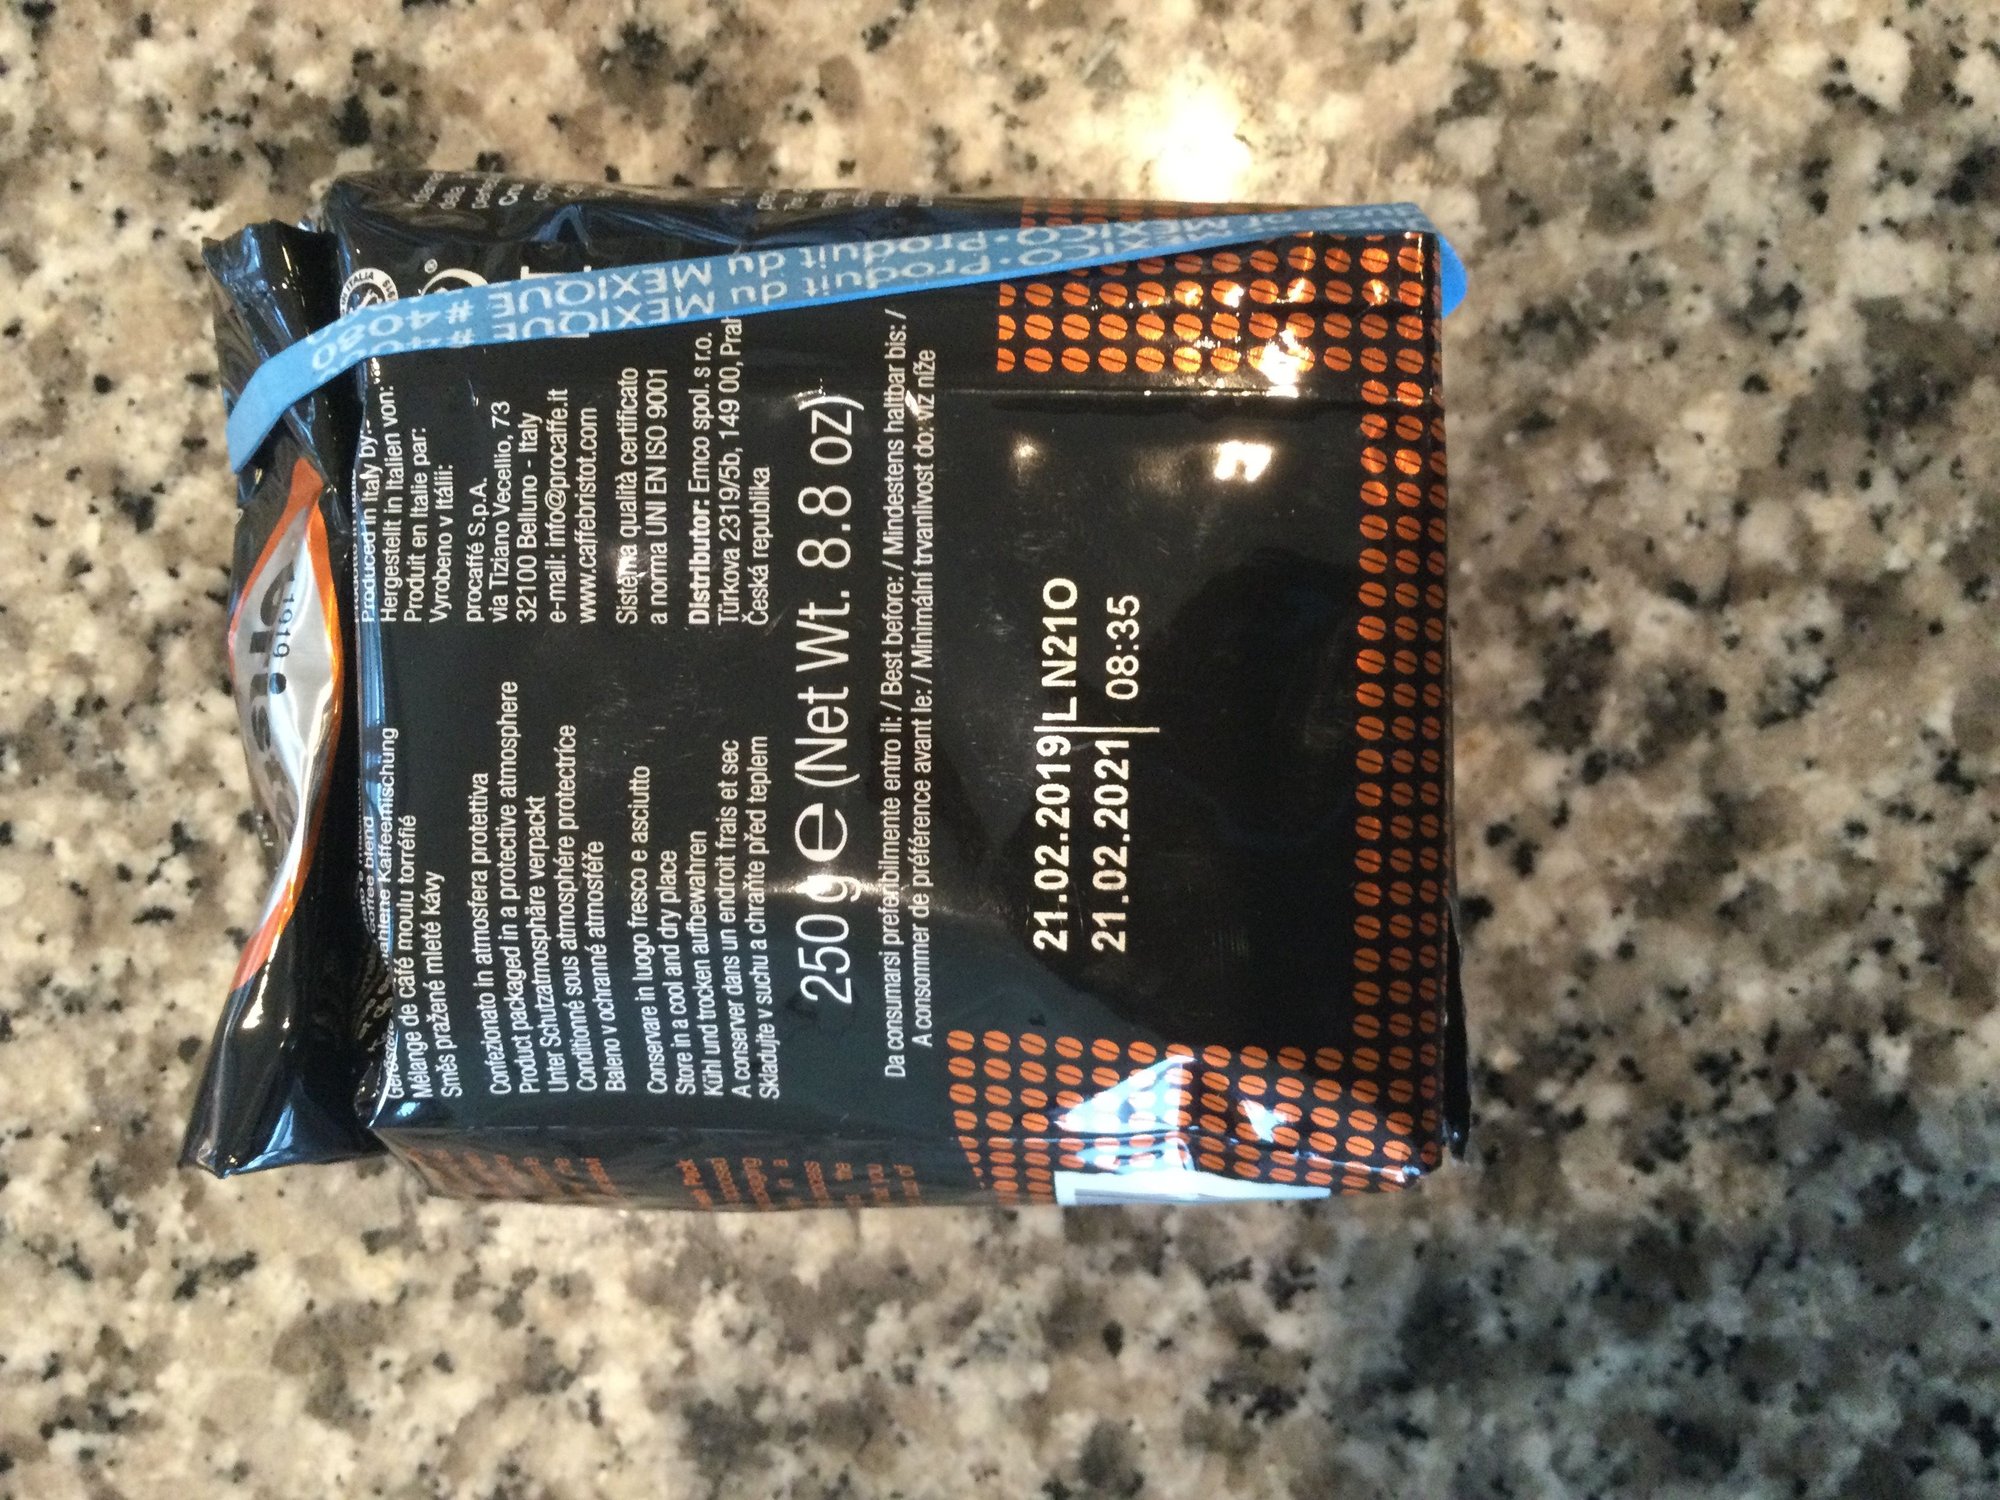 Produced in Italy by:
Hergestellt in Italien von:
Produit en Italie par:
Vyrobeno v Itálii:
procaffé S.p.A.
via Tiziano Vecellio, 73
32100 Belluno - Italy
e-mail: info@procaffe.it
www.caffebristot.com
Sistema qualità certificato
a norma UNI EN ISO 9001
Distributor: Emco spol. s r.o.
Türkova 2319/5b, 149 00,
Česká republika
coffee blend
Kaffeemischung
Mélange de café moulu torréfié
Směs pražené mleté kávy
Confezionato in atmosfera protettiva
Product packaged in a protective atmosphere
Unter Schutzatmosphäre verpackt
Conditionné sous atmosphére protectrice
Baleno v ochranné atmosféře
Conservare in luogo fresco e asciutto
Store in a cool and dry place
Kühl und trocken aufbewahren
A conserver dans un endroit frais et sec
Skladujte v suchu a chraňte před teplem
250 g e (Net Wt. 8.8 oz)
Da consumarsi preferibilmente entro il: / Best before: / Mindestens haltbar bis: /
A consommer de préférence avant le: / Minimální trvanlivost do: viz níže
21.02.2019 LN21O
21.02.2021 08:35
MEXICO • Produit du MEXIQUE #4080
1919